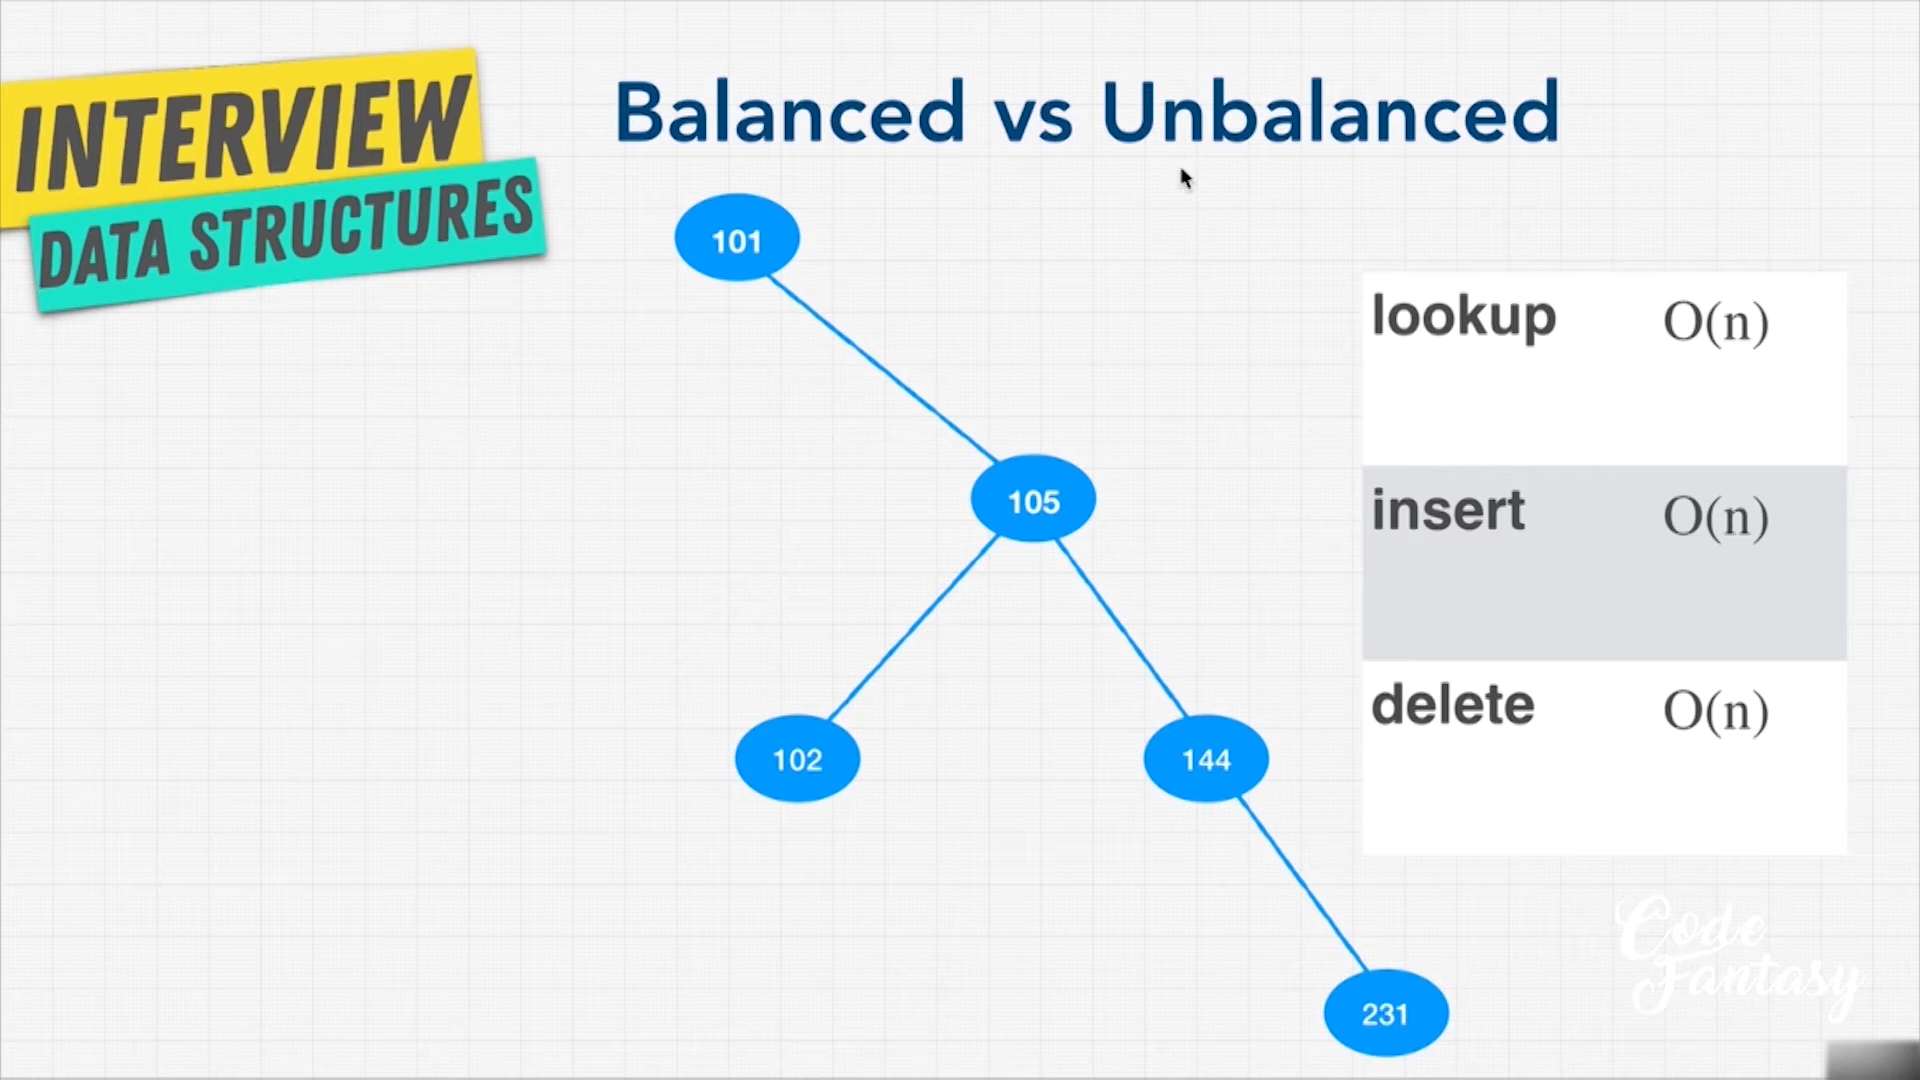 INTERVIEW
DATA STRUCTURES
Balanced vs Unbalanced
101
105
102
144
231
lookup O(n)
insert O(n)
delete O(n)
Code
Fantasy